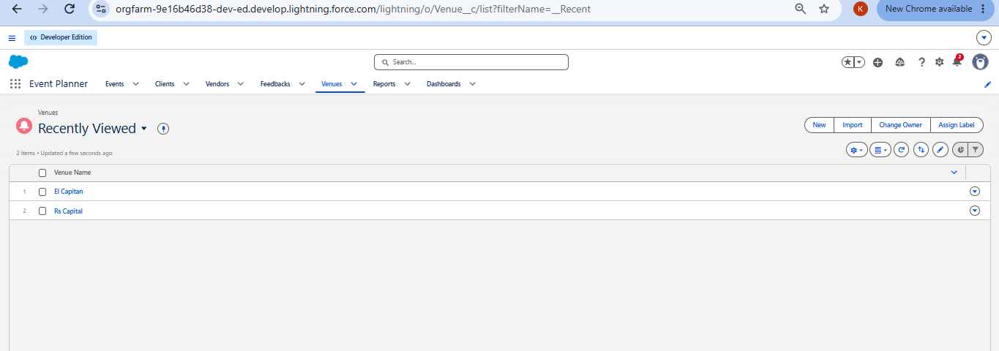 orgfarm-9e16b46d38-dev-ed.develop.lightning.force.com/lightning/o/Venue__c/list?filterName=__Recent
K
New Chrome available
Developer Edition
Search...
2
Event Planner
Events
Clients
Vendors
Feedbacks
Venues
Reports
Dashboards
Venues
Recently Viewed
New
Import
Change Owner
Assign Label
2 items • Updated a few seconds ago
Venue Name
1 El Capitan
2 Rs Capital